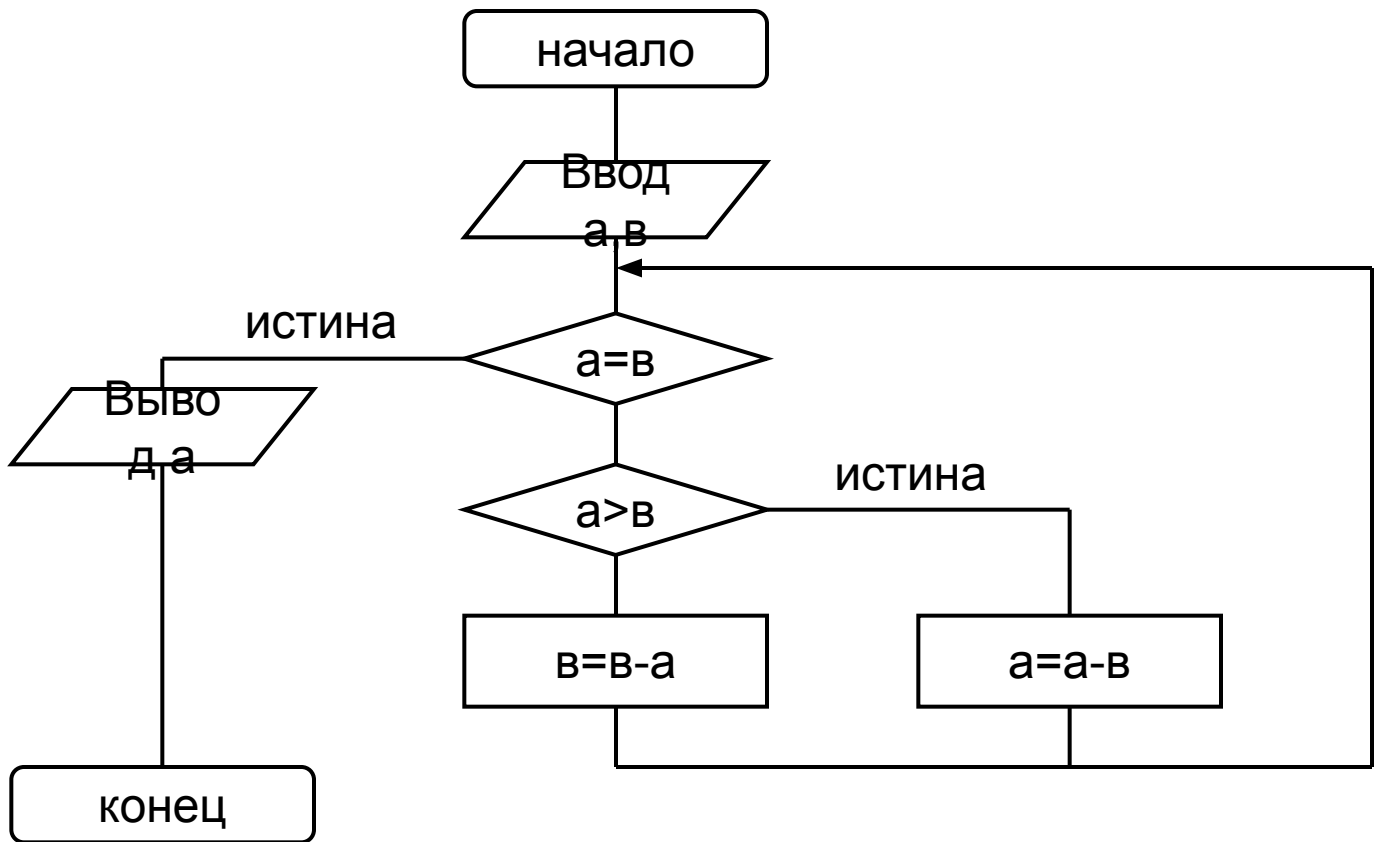 начало
Ввод
а,в
истина
а=в
Выво
д а
истина
а>в
в=в-а
а=а-в
конец